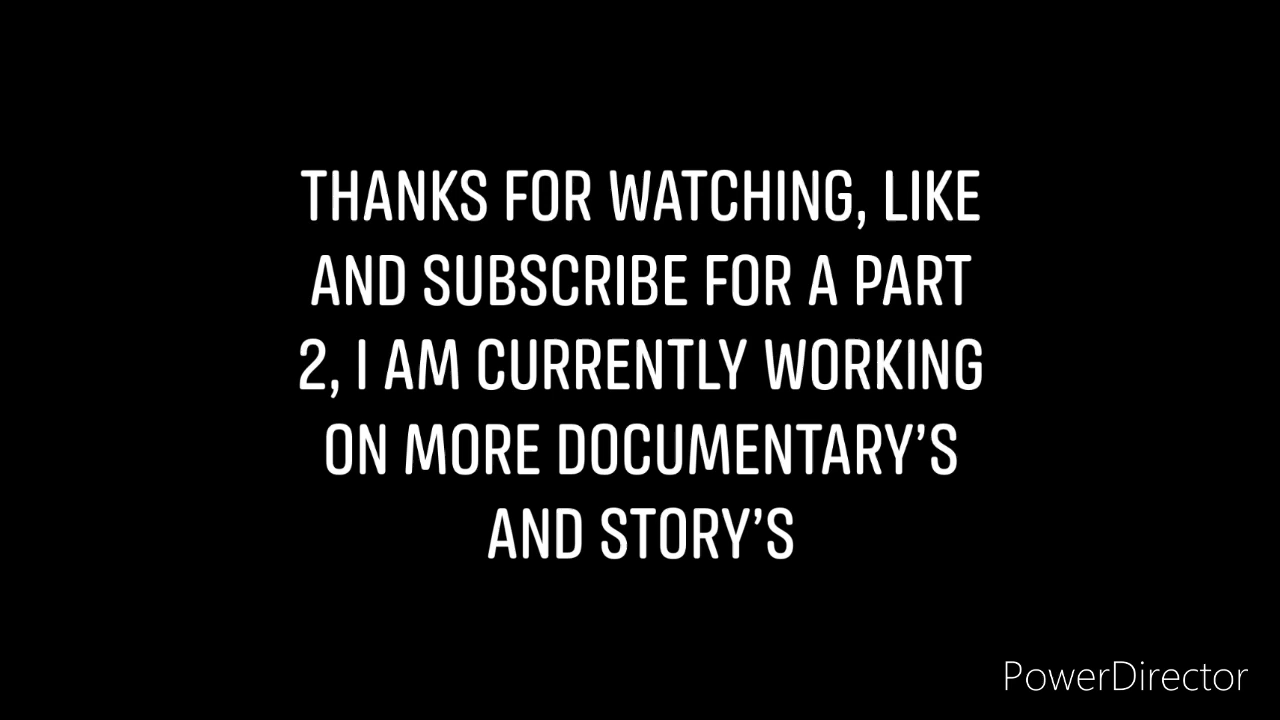 THANKS FOR WATCHING, LIKE
AND SUBSCRIBE FOR A PART
2, I AM CURRENTLY WORKING
ON MORE DOCUMENTARY’S
AND STORY’S
PowerDirector